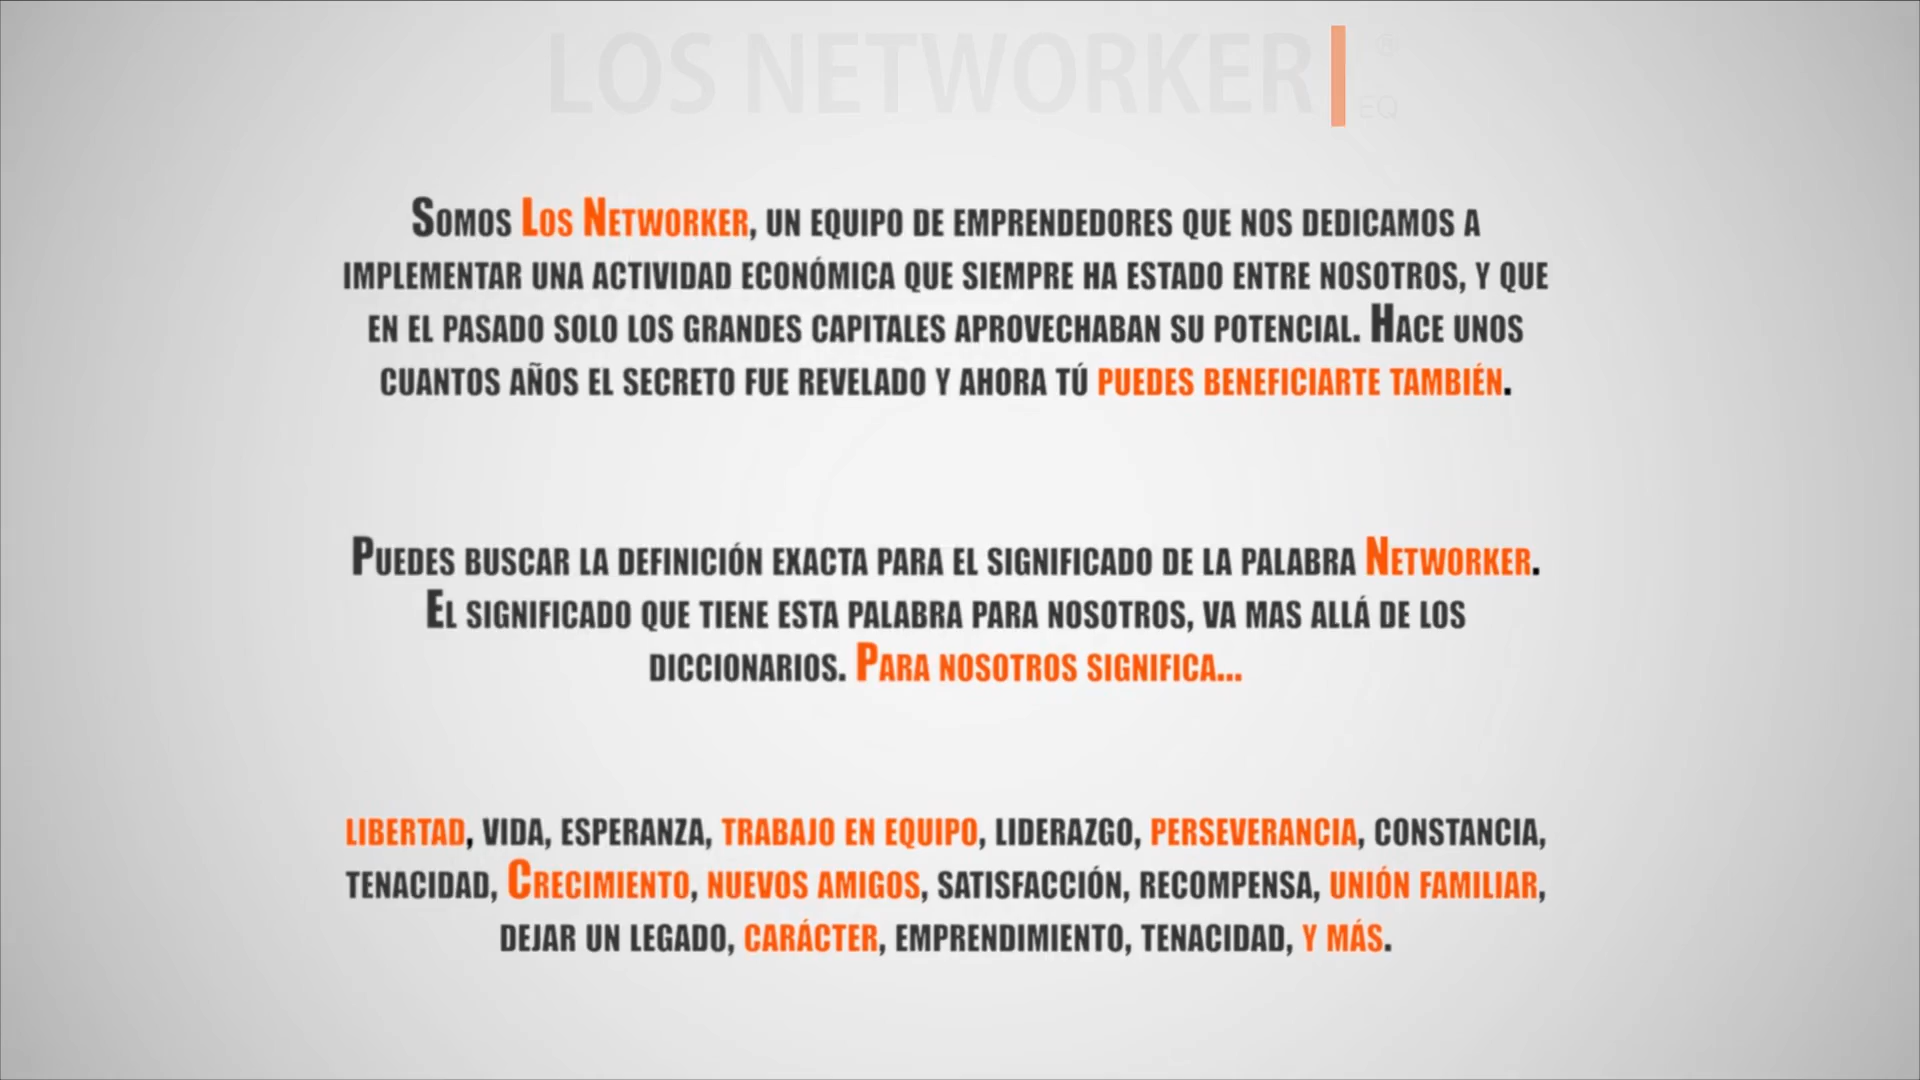 LOS NETWORKER
®
EQ
Somos Los Networker, un equipo de emprendedores que nos dedicamos a
implementar una actividad económica que siempre ha estado entre nosotros, y que
en el pasado solo los grandes capitales aprovechaban su potencial. Hace unos
cuantos años el secreto fue revelado y ahora tú puedes beneficiarte también.
Puedes buscar la definición exacta para el significado de la palabra Networker.
El significado que tiene esta palabra para nosotros, va mas allá de los
diccionarios. Para nosotros significa...
libertad, vida, esperanza, trabajo en equipo, liderazgo, perseverancia, constancia,
tenacidad, Crecimiento, nuevos amigos, satisfacción, recompensa, unión familiar,
dejar un legado, carácter, emprendimiento, tenacidad, y más.